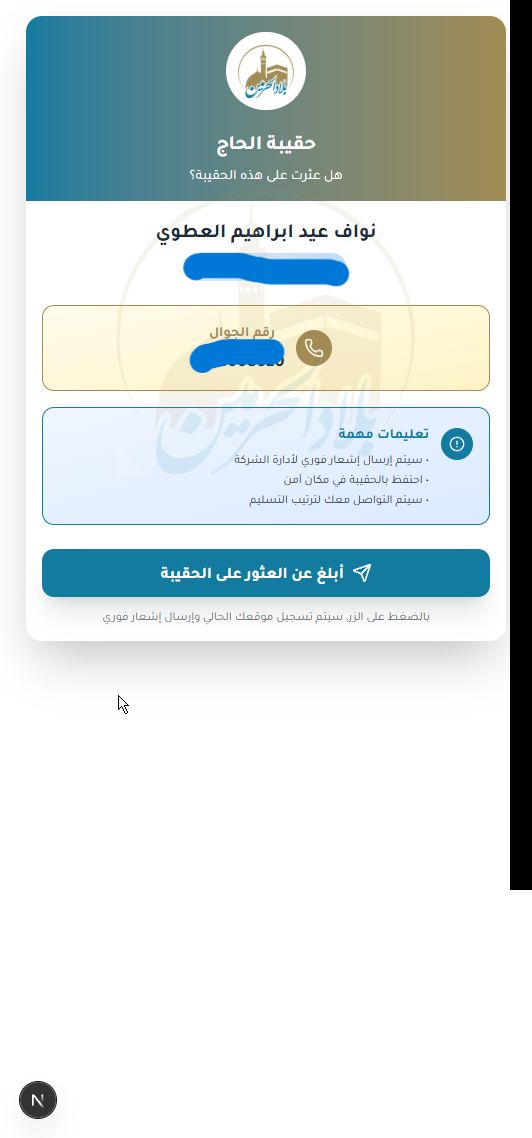 بلاد الحرمين
حقيبة الحاج
هل عثرت على هذه الحقيبة؟
نواف عيد ابراهيم العطوي
رقم الجوال
بلاد الحرمين
تعليمات مهمة
• سيتم إرسال إشعار فوري لأدارة الشركة
• احتفظ بالحقيبة في مكان آمن
• سيتم التواصل معك لترتيب التسليم
أبلغ عن العثور على الحقيبة
بالضغط على الزر، سيتم تسجيل موقعك الحالي وإرسال إشعار فوري
N